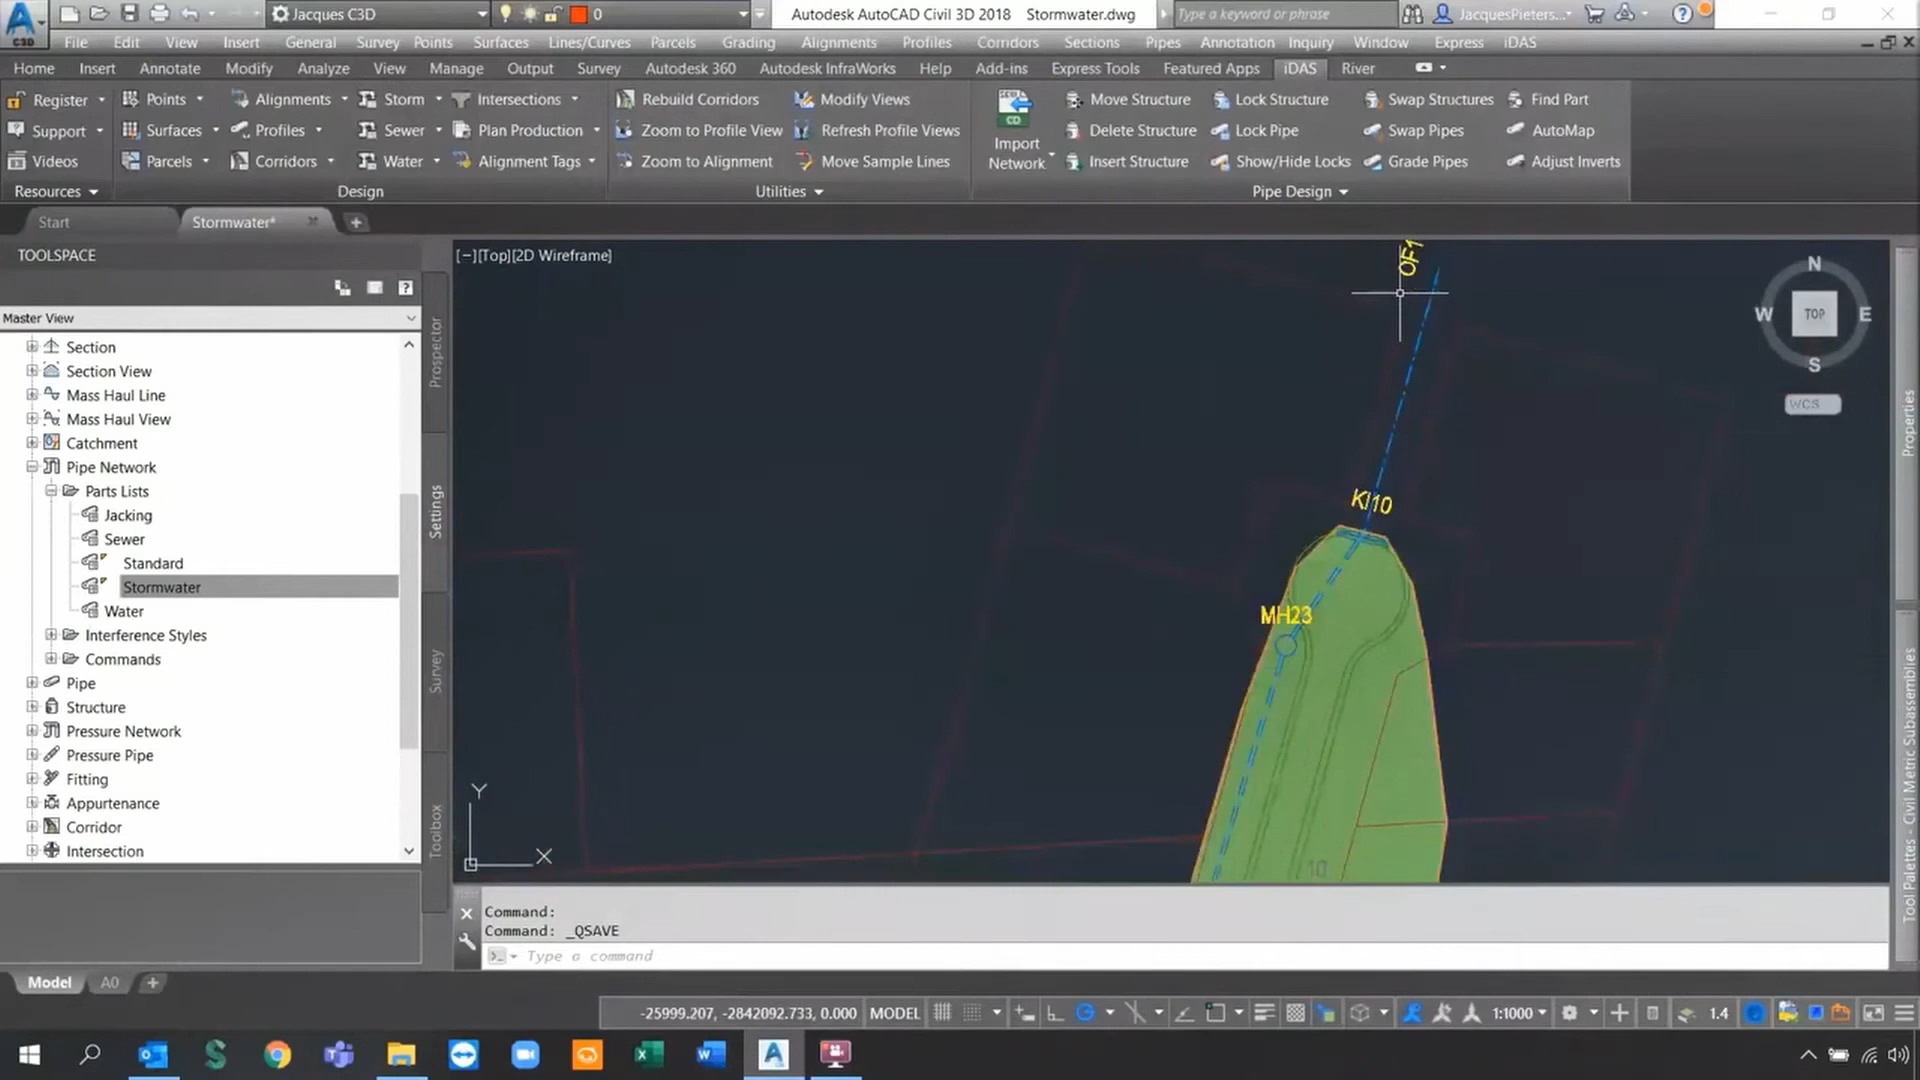 C3D
Jacques C3D
0
Autodesk AutoCAD Civil 3D 2018 Stormwater.dwg
Type a keyword or phrase
JacquesPieters...
File Edit View Insert General Survey Points Surfaces Lines/Curves Parcels Grading Alignments Profiles Corridors Sections Pipes Annotation Inquiry Window Express iDAS
Home Insert Annotate Modify Analyze View Manage Output Survey Autodesk 360 Autodesk InfraWorks Help Add-ins Express Tools Featured Apps iDAS River
Register Points Alignments Storm Intersections Rebuild Corridors Modify Views Move Structure Lock Structure Swap Structures Find Part
Support Surfaces Profiles Sewer Plan Production Zoom to Profile View Refresh Profile Views Import Network Delete Structure Lock Pipe Swap Pipes AutoMap
Videos Parcels Corridors Water Alignment Tags Zoom to Alignment Move Sample Lines Insert Structure Show/Hide Locks Grade Pipes Adjust Inverts
Resources Design Utilities Pipe Design
Start Stormwater*
TOOLSPACE
[−][Top][2D Wireframe]
Master View
Section
Section View
Mass Haul Line
Mass Haul View
Catchment
Pipe Network
Parts Lists
Jacking
Sewer
Standard
Stormwater
Water
Interference Styles
Commands
Pipe
Structure
Pressure Network
Pressure Pipe
Fitting
Appurtenance
Corridor
Intersection
Prospector
Settings
Survey
Toolbox
OF1
KI10
MH23
10
Y
X
N
W TOP E
S
WCS
Properties
Tool Palettes - Civil Metric Subassemblies
Command:
Command: _QSAVE
Type a command
Model A0
-25999.207, -2842092.733, 0.000 MODEL 1:1000 1.4